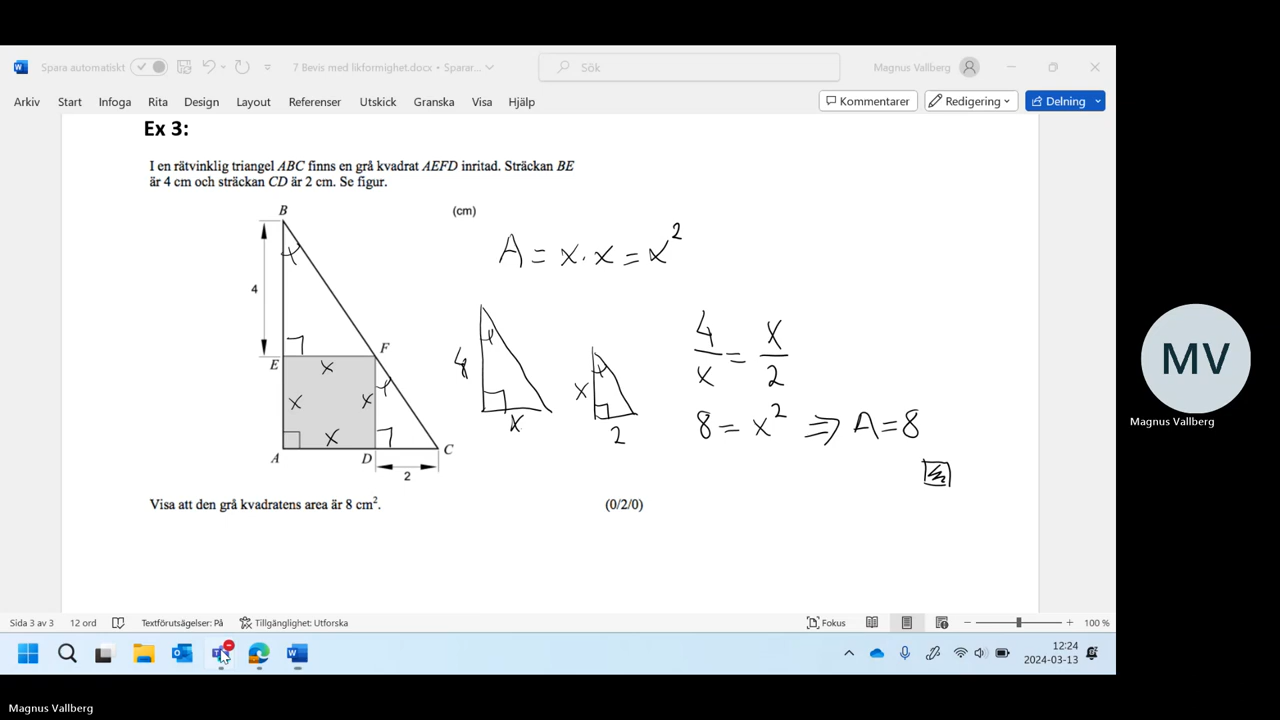 Spara automatiskt
7 Bevis med likformighet.docx • Sparar...
Sök
Magnus Vallberg
Arkiv Start Infoga Rita Design Layout Referenser Utskick Granska Visa Hjälp
Kommentarer Redigering Delning
Ex 3:
I en rätvinklig triangel ABC finns en grå kvadrat AEFD inritad. Sträckan BE
är 4 cm och sträckan CD är 2 cm. Se figur.
B
(cm)
A = x · x = x²
4
E
F
x
x
x
x
A
D
C
2
4
x
x
2
4/x = x/2
8 = x² ⇒ A = 8
Visa att den grå kvadratens area är 8 cm².
(0/2/0)
MV
Magnus Vallberg
Sida 3 av 3 12 ord Textförutsägelser: På Tillgänglighet: Utforska
Fokus
100 %
12:24
2024-03-13
Magnus Vallberg